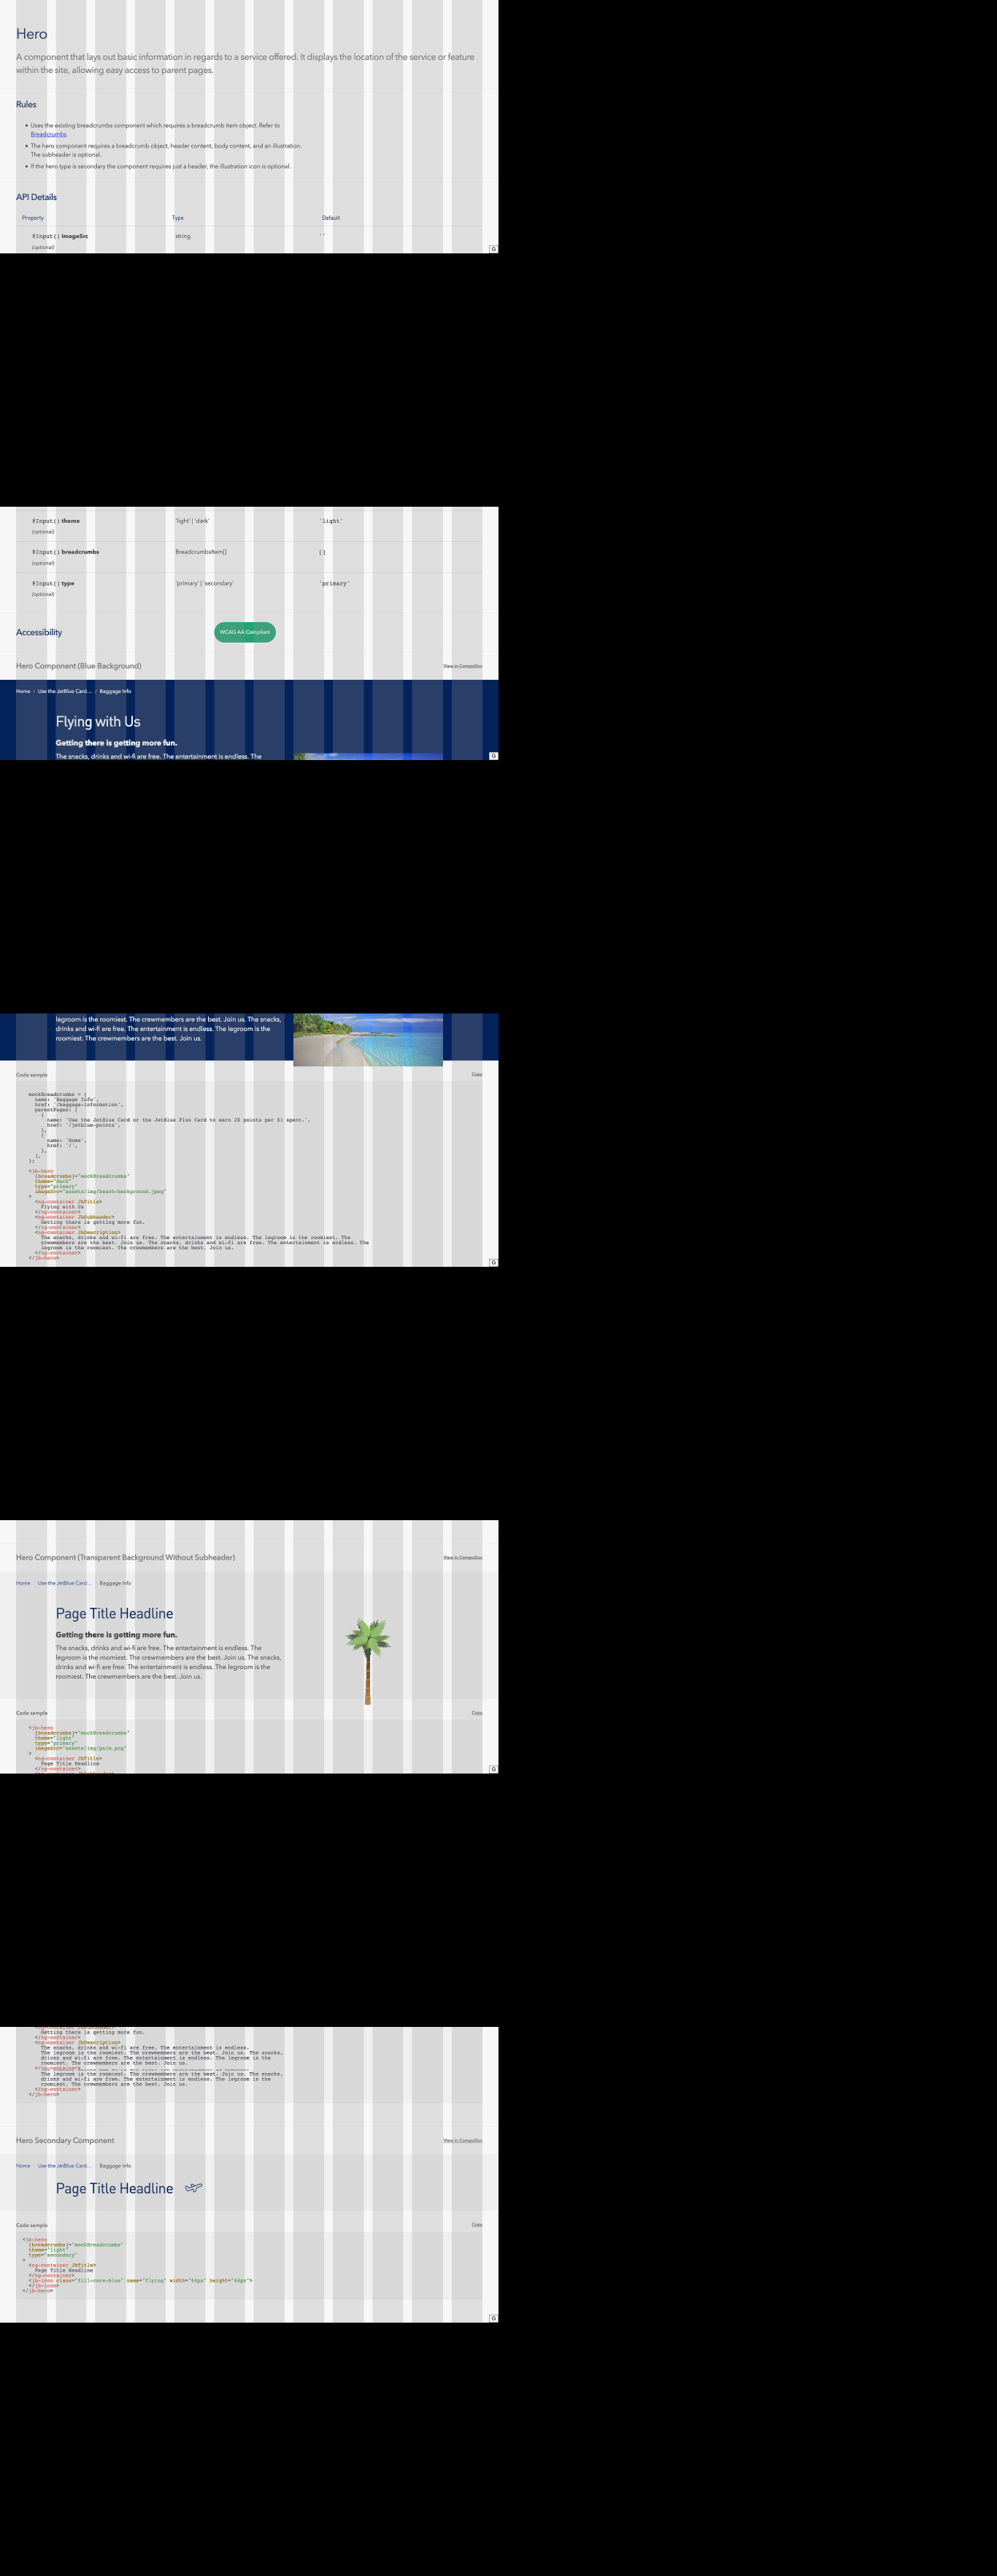 Hero
A component that lays out basic information in regards to a service offered. It displays the location of the service or feature
within the site, allowing easy access to parent pages.
Rules
• Uses the existing breadcrumbs component which requires a breadcrumb item object. Refer to
Breadcrumbs.
• The hero component requires a breadcrumb object, header content, body content, and an illustration.
The subheader is optional.
• If the hero type is secondary the component requires just a header, the illustration icon is optional.
API Details
Property Type Default
@Input() imageSrc string ''
(optional)
G
@Input() theme 'light' | 'dark' 'light'
(optional)
@Input() breadcrumbs BreadcrumbsItem[] []
(optional)
@Input() type 'primary' | 'secondary' 'primary'
(optional)
Accessibility WCAG AA Compliant
Hero Component (Blue Background) View in CompoDoc
Home / Use the JetBlue Card... / Baggage Info
Flying with Us
Getting there is getting more fun.
The snacks, drinks and wi-fi are free. The entertainment is endless. The
G
legroom is the roomiest. The crewmembers are the best. Join us. The snacks,
drinks and wi-fi are free. The entertainment is endless. The legroom is the
roomiest. The crewmembers are the best. Join us.
Code sample Copy
mockBreadcrumbs = {
name: 'Baggage Info',
href: '/baggage-information',
parentPages: [
{
name: 'Use the JetBlue Card or the JetBlue Plus Card to earn 2X points per $1 spent.',
href: '/jetblue-points',
},
{
name: 'Home',
href: '/',
},
],
};
<jb-hero
[breadcrumbs]="mockBreadcrumbs"
theme="dark"
type="primary"
imageSrc="assets/img/beach-background.jpeg"
>
<ng-container JbTitle>
Flying with Us
</ng-container>
<ng-container JbSubheader>
Getting there is getting more fun.
</ng-container>
<ng-container JbDescription>
The snacks, drinks and wi-fi are free. The entertainment is endless. The legroom is the roomiest. The
crewmembers are the best. Join us. The snacks, drinks and wi-fi are free. The entertainment is endless. The
legroom is the roomiest. The crewmembers are the best. Join us.
</ng-container>
</jb-hero>
G
Hero Component (Transparent Background Without Subheader) View in CompoDoc
Home Use the JetBlue Card... Baggage Info
Page Title Headline
Getting there is getting more fun.
The snacks, drinks and wi-fi are free. The entertainment is endless. The
legroom is the roomiest. The crewmembers are the best. Join us. The snacks,
drinks and wi-fi are free. The entertainment is endless. The legroom is the
roomiest. The crewmembers are the best. Join us.
Code sample Copy
<jb-hero
[breadcrumbs]="mockBreadcrumbs"
theme="light"
type="primary"
imageSrc="assets/img/palm.png"
>
<ng-container JbTitle>
Page Title Headline
</ng-container>
G
Getting there is getting more fun.
</ng-container>
<ng-container JbDescription>
The snacks, drinks and wi-fi are free. The entertainment is endless.
The legroom is the roomiest. The crewmembers are the best. Join us. The snacks,
drinks and wi-fi are free. The entertainment is endless. The legroom is the
roomiest. The crewmembers are the best. Join us.
</ng-container>
The legroom is the roomiest. The crewmembers are the best. Join us. The snacks,
drinks and wi-fi are free. The entertainment is endless. The legroom is the
roomiest. The crewmembers are the best. Join us.
</ng-container>
</jb-hero>
Hero Secondary Component View in CompoDoc
Home Use the JetBlue Card... Baggage Info
Page Title Headline
Code sample Copy
<jb-hero
[breadcrumbs]="mockBreadcrumbs"
theme="light"
type="secondary"
>
<ng-container JbTitle>
Page Title Headline
</ng-container>
<jb-icon class="fill-core-blue" name="flying" width="64px" height="64px">
</jb-icon>
</jb-hero>
G